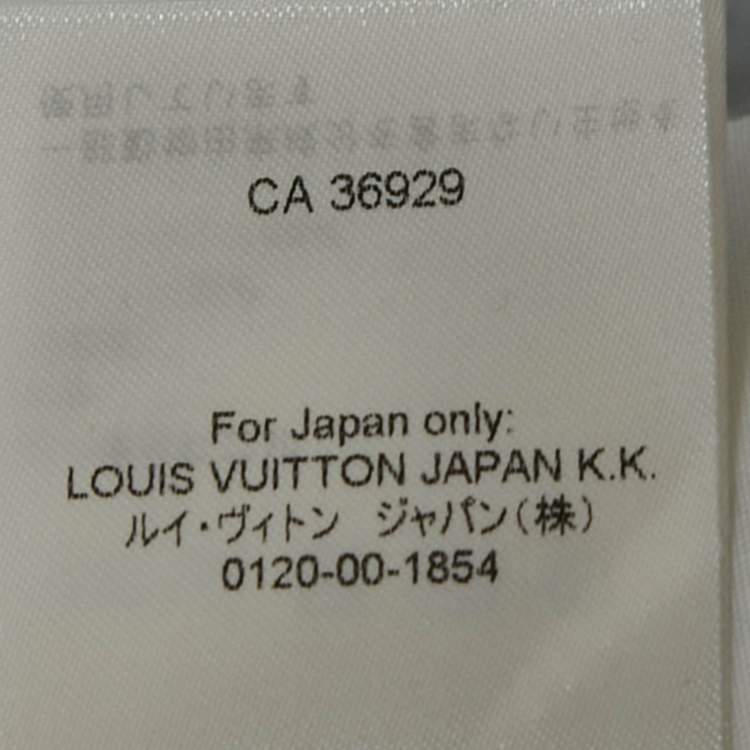 CA 36929
For Japan only:
LOUIS VUITTON JAPAN K.K.
ルイ・ヴィトン ジャパン(株)
0120-00-1854